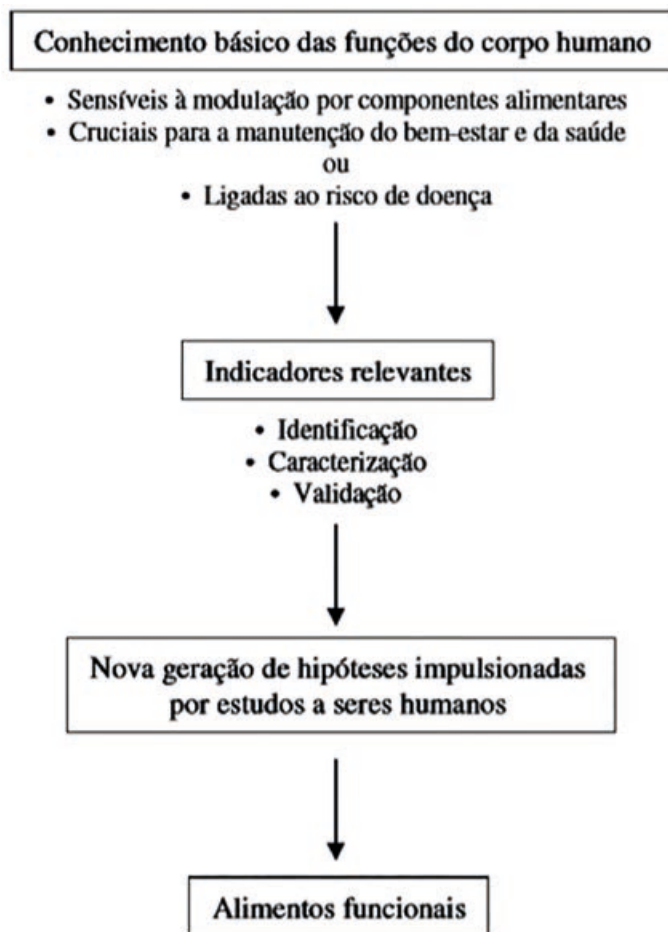 Conhecimento básico das funções do corpo humano
• Sensíveis à modulação por componentes alimentares
• Cruciais para a manutenção do bem-estar e da saúde
ou
• Ligadas ao risco de doença
Indicadores relevantes
• Identificação
• Caracterização
• Validação
Nova geração de hipóteses impulsionadas
por estudos a seres humanos
Alimentos funcionais